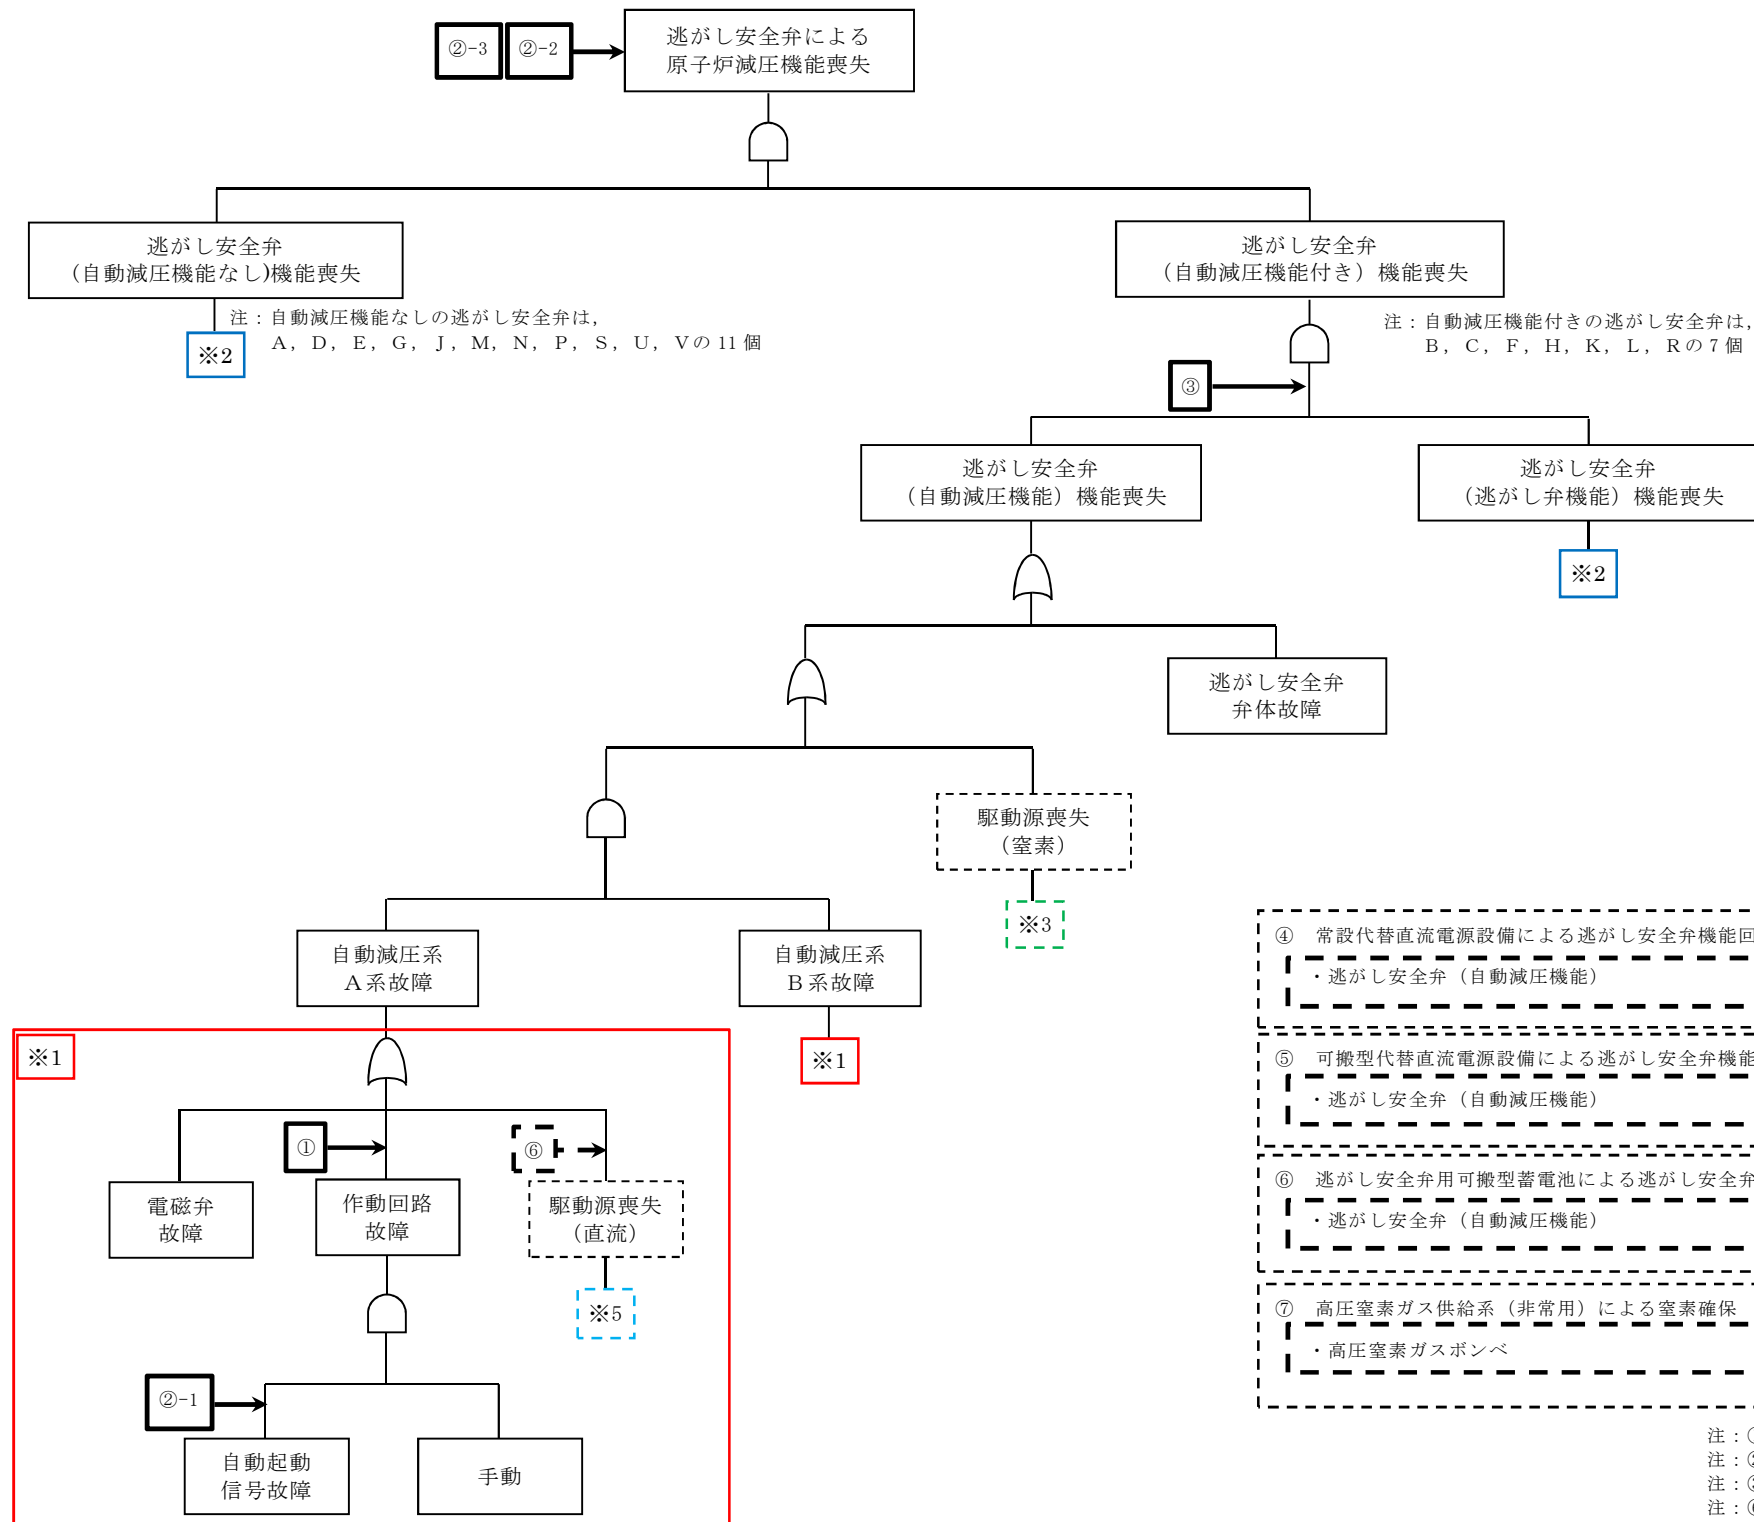 ②-3
②-2
逃がし安全弁による
原子炉減圧機能喪失
逃がし安全弁
(自動減圧機能なし)機能喪失
逃がし安全弁
（自動減圧機能付き）機能喪失
注：自動減圧機能なしの逃がし安全弁は，
A，D，E，G，J，M，N，P，S，U，Vの 11 個
※2
注：自動減圧機能付きの逃がし安全弁は，
B，C，F，H，K，L，Rの 7 個
③
逃がし安全弁
（自動減圧機能）機能喪失
逃がし安全弁
（逃がし弁機能）機能喪失
※2
逃がし安全弁
弁体故障
駆動源喪失
（窒素）
※3
自動減圧系
A系故障
自動減圧系
B系故障
※1
※1
①
⑥
電磁弁
故障
作動回路
故障
駆動源喪失
（直流）
※5
②-1
自動起動
信号故障
手動
④　常設代替直流電源設備による逃がし安全弁機能回
・逃がし安全弁（自動減圧機能）
⑤　可搬型代替直流電源設備による逃がし安全弁機能
・逃がし安全弁（自動減圧機能）
⑥　逃がし安全弁用可搬型蓄電池による逃がし安全弁
・逃がし安全弁（自動減圧機能）
⑦　高圧窒素ガス供給系（非常用）による窒素確保
・高圧窒素ガスボンベ
注：
注：
注：
注：